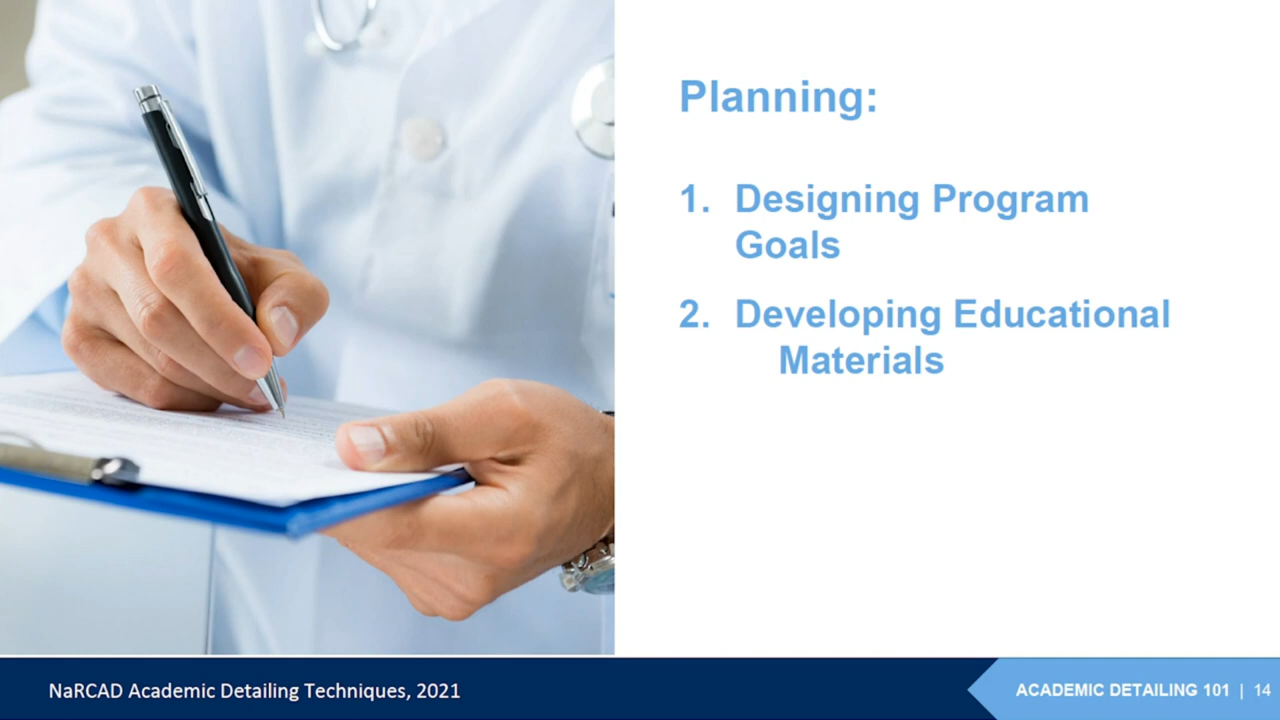 Planning:
1. Designing Program
Goals
2. Developing Educational
Materials
NaRCAD Academic Detailing Techniques, 2021
ACADEMIC DETAILING 101 | 14